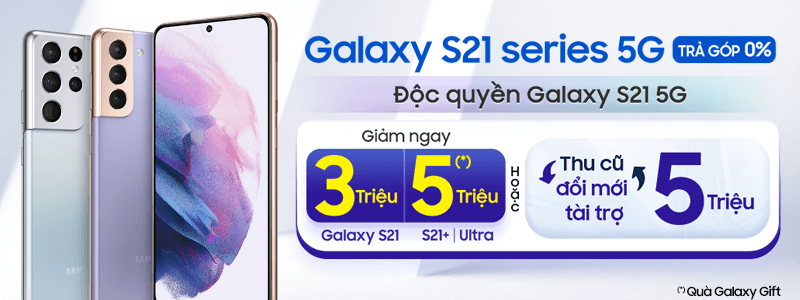 Galaxy S21 series 5G TRẢ GÓP 0%
Độc quyền Galaxy S21 5G
Giảm ngay
3 Triệu
Galaxy S21
5(*) Triệu
S21+ | Ultra
HOẶC
Thu cũ
đổi mới
tài trợ
5 Triệu
(*) Quà Galaxy Gift
SAMSUNG